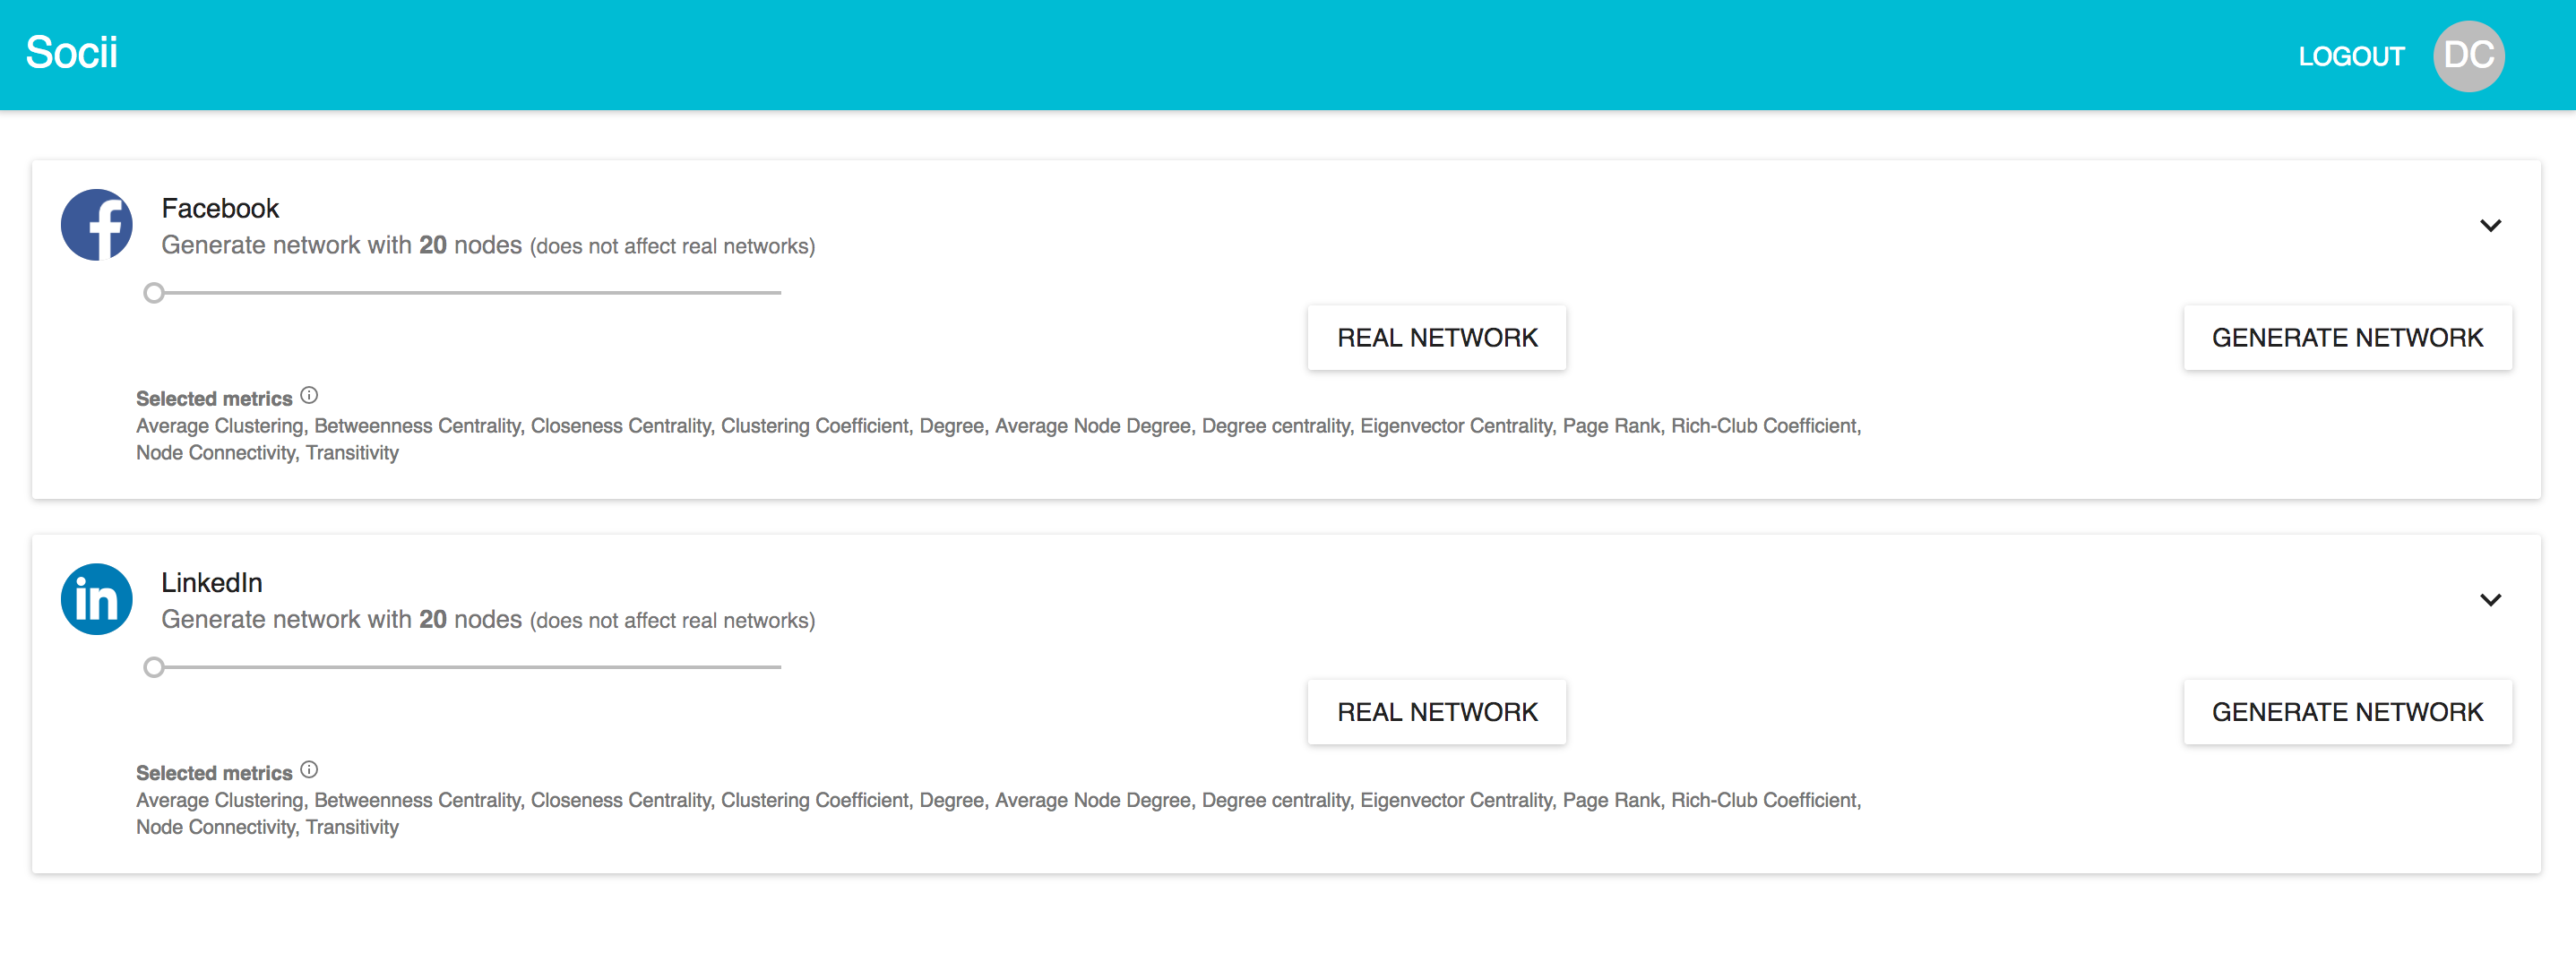 Socii
LOGOUT DC
Facebook
Generate network with 20 nodes (does not affect real networks)
REAL NETWORK
GENERATE NETWORK
Selected metrics
Average Clustering, Betweenness Centrality, Closeness Centrality, Clustering Coefficient, Degree, Average Node Degree, Degree centrality, Eigenvector Centrality, Page Rank, Rich-Club Coefficient,
Node Connectivity, Transitivity
in
LinkedIn
Generate network with 20 nodes (does not affect real networks)
REAL NETWORK
GENERATE NETWORK
Selected metrics
Average Clustering, Betweenness Centrality, Closeness Centrality, Clustering Coefficient, Degree, Average Node Degree, Degree centrality, Eigenvector Centrality, Page Rank, Rich-Club Coefficient,
Node Connectivity, Transitivity